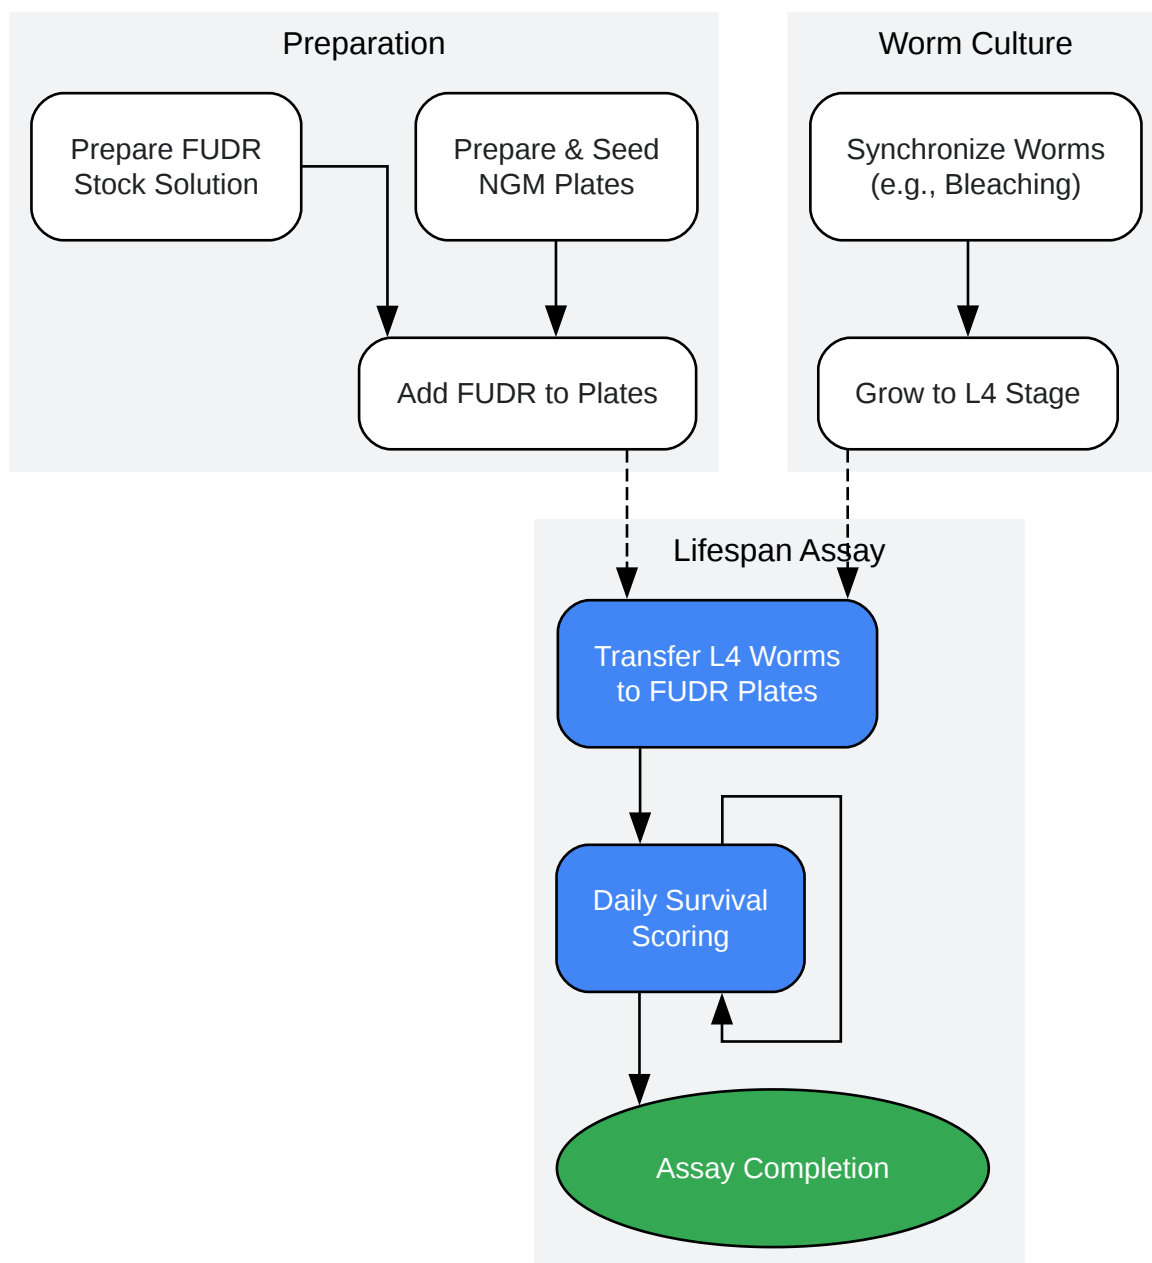 Preparation
Prepare FUDR
Stock Solution
Prepare & Seed
NGM Plates
Add FUDR to Plates
Worm Culture
Synchronize Worms
(e.g., Bleaching)
Grow to L4 Stage
Lifespan Assay
Transfer L4 Worms
to FUDR Plates
Daily Survival
Scoring
Assay Completion